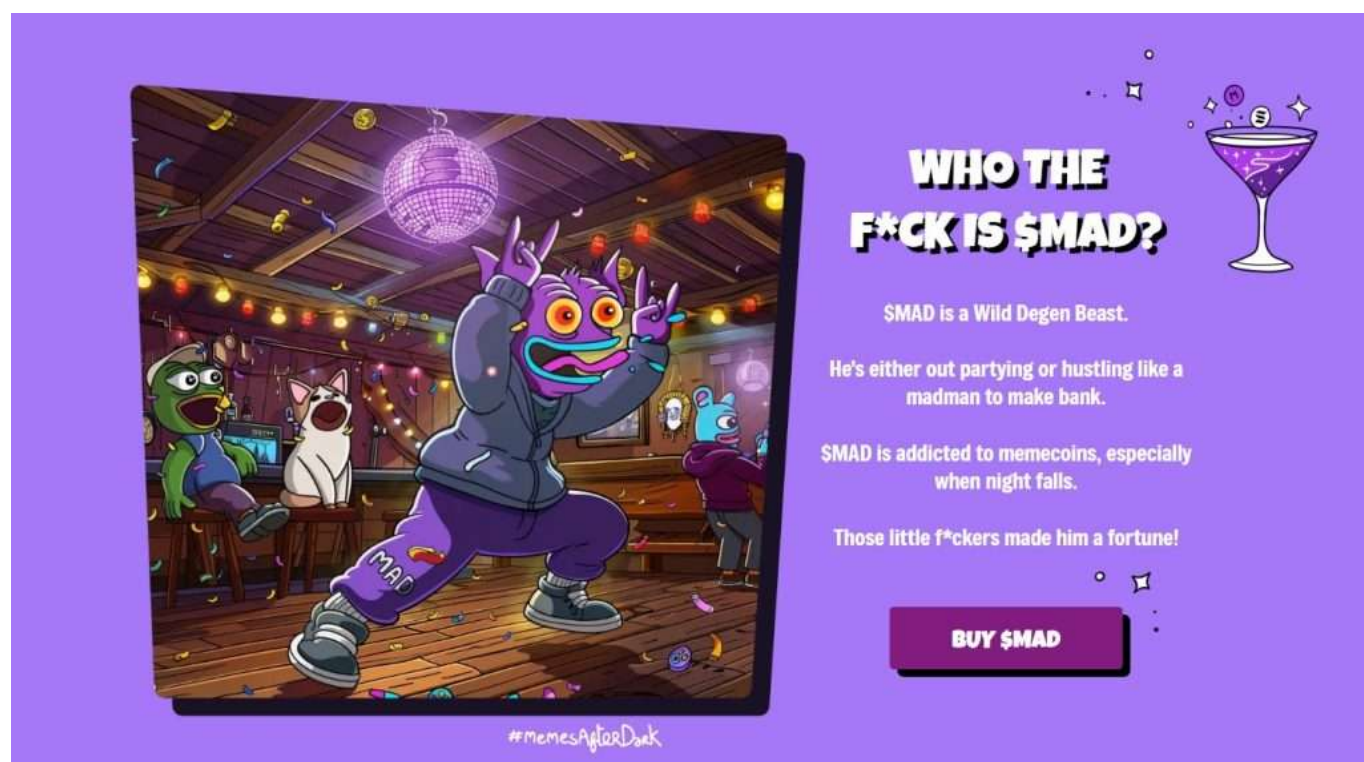 WHO THE
F*CK IS $MAD?
$MAD is a Wild Degen Beast.
He's either out partying or hustling like a
madman to make bank.
$MAD is addicted to memecoins, especially
when night falls.
Those little f*ckers made him a fortune!
BUY $MAD
MAD
#memesAfterDark